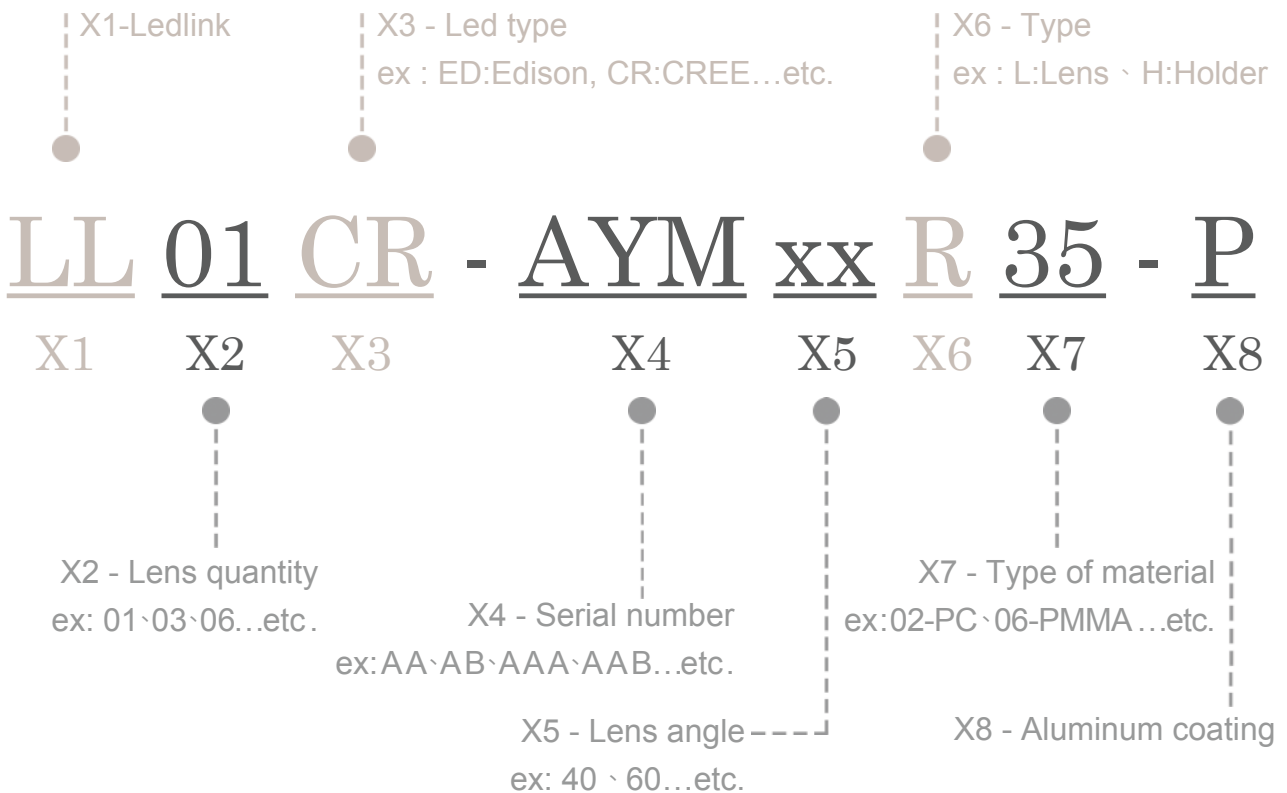 X1-Ledlink
X3 - Led type
ex : ED:Edison, CR:CREE...etc.
X6 - Type
ex : L:Lens、H:Holder
LL 01 CR - AYM xx R 35 - P
X1 X2 X3 X4 X5 X6 X7 X8
X2 - Lens quantity
ex: 01、03、06...etc.
X4 - Serial number
ex:AA、AB、AAA、AAB...etc.
X5 - Lens angle
ex: 40、60...etc.
X7 - Type of material
ex:02-PC、06-PMMA...etc.
X8 - Aluminum coating